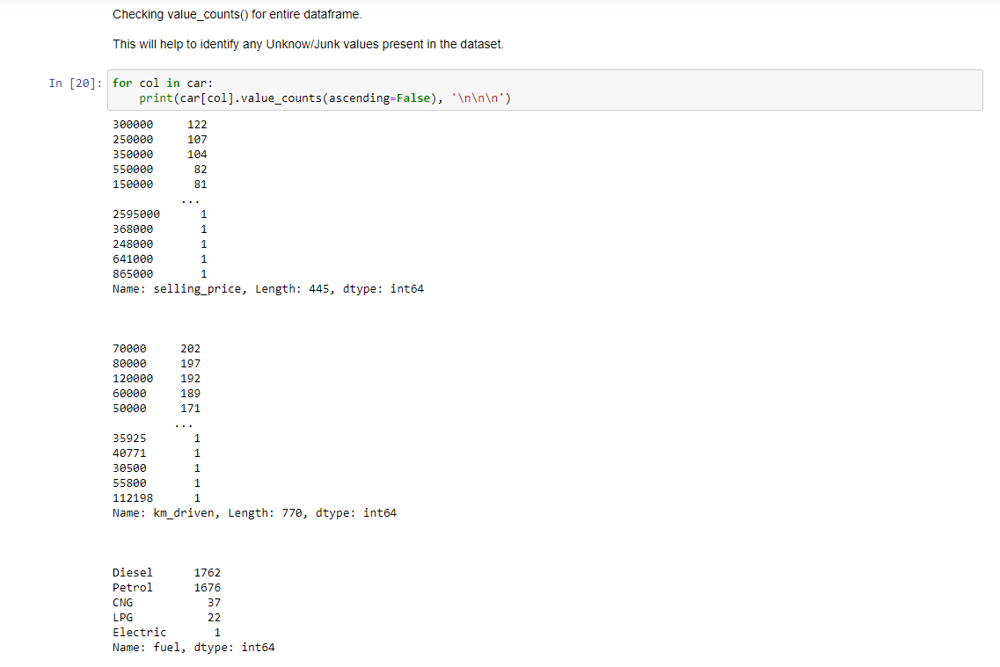 Checking value_counts() for entire dataframe.
This will help to identify any Unknow/Junk values present in the dataset.
In [20]: for col in car:
    print(car[col].value_counts(ascending=False), '\n\n\n')
300000     122
250000     107
350000     104
550000      82
150000      81
          ...
2595000      1
368000       1
248000       1
641000       1
865000       1
Name: selling_price, Length: 445, dtype: int64
70000     202
80000     197
120000    192
60000     189
50000     171
         ...
35925       1
40771       1
30500       1
55800       1
112198      1
Name: km_driven, Length: 770, dtype: int64
Diesel      1762
Petrol      1676
CNG           37
LPG           22
Electric       1
Name: fuel, dtype: int64